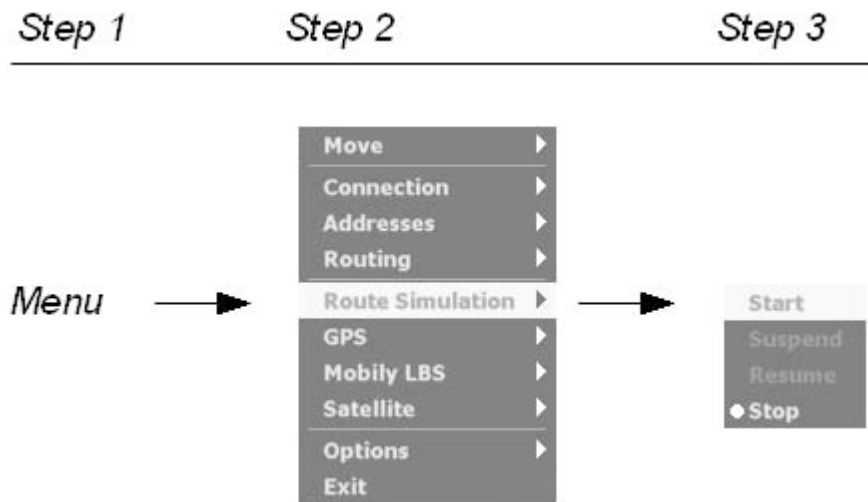 Step 1 Step 2 Step 3
Move
Connection
Addresses
Routing
Menu
Route Simulation
GPS
Mobily LBS
Satellite
Options
Exit
Start
Suspend
Resume
Stop